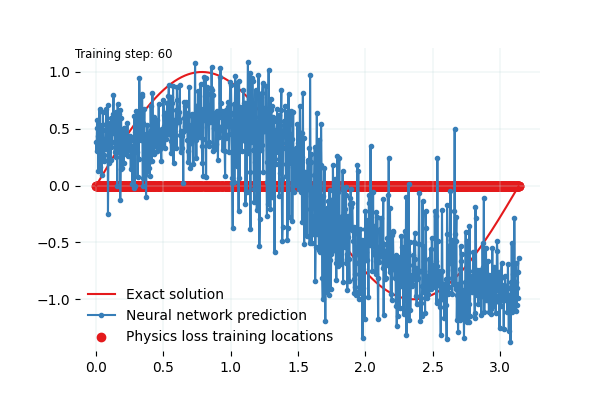 Training step: 60
1.0
0.5
0.0
−0.5
−1.0
Exact solution
Neural network prediction
Physics loss training locations
0.0 0.5 1.0 1.5 2.0 2.5 3.0